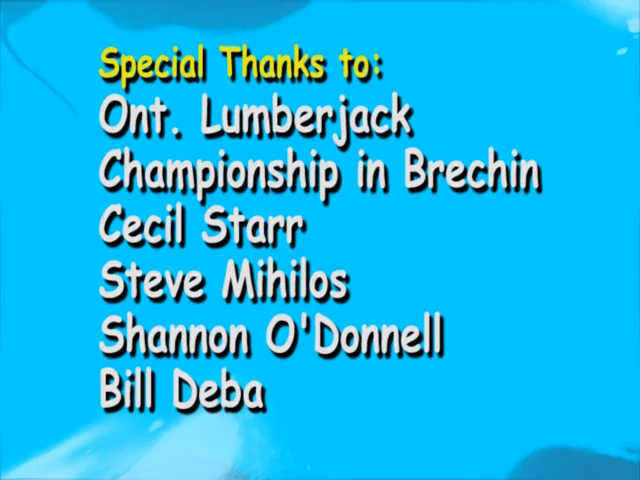 Special Thanks to:
Ont. Lumberjack
Championship in Brechin
Cecil Starr
Steve Mihilos
Shannon O'Donnell
Bill Deba